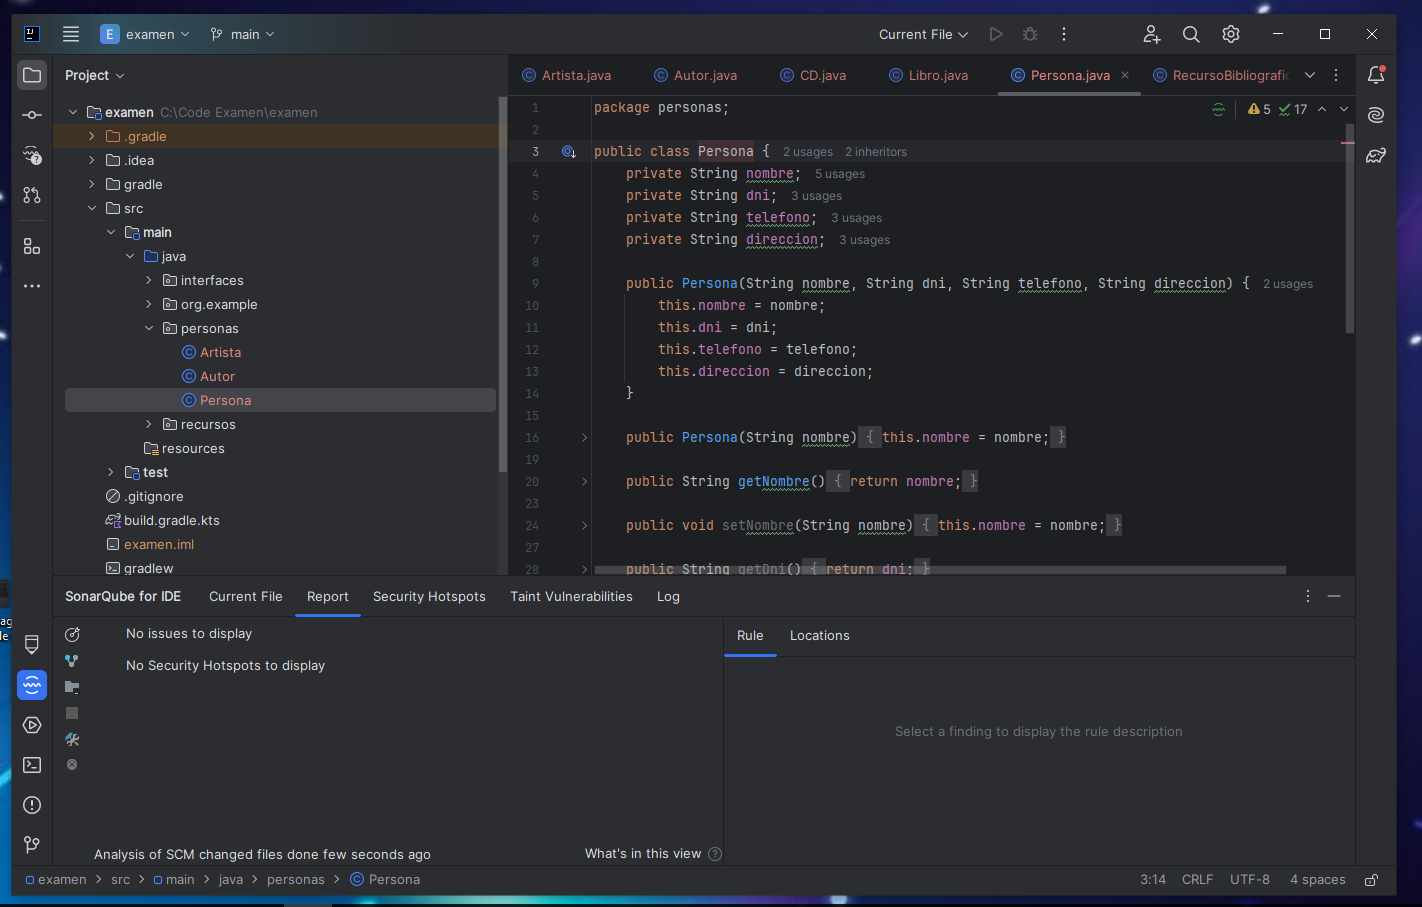 E examen main Current File
Project
examen C:\Code Examen\examen
.gradle
.idea
gradle
src
main
java
interfaces
org.example
personas
Artista
Autor
Persona
recursos
resources
test
.gitignore
build.gradle.kts
examen.iml
gradlew
Artista.java Autor.java CD.java Libro.java Persona.java RecursoBibliografic
5 17
1 package personas;
2
3 public class Persona { 2 usages 2 inheritors
4 private String nombre; 5 usages
5 private String dni; 3 usages
6 private String telefono; 3 usages
7 private String direccion; 3 usages
8
9 public Persona(String nombre, String dni, String telefono, String direccion) { 2 usages
10 this.nombre = nombre;
11 this.dni = dni;
12 this.telefono = telefono;
13 this.direccion = direccion;
14 }
15
16 public Persona(String nombre) { this.nombre = nombre; }
19
20 public String getNombre() { return nombre; }
23
24 public void setNombre(String nombre) { this.nombre = nombre; }
27
28 public String getDni() { return dni; }
SonarQube for IDE Current File Report Security Hotspots Taint Vulnerabilities Log
No issues to display
No Security Hotspots to display
Rule Locations
Select a finding to display the rule description
Analysis of SCM changed files done few seconds ago
What's in this view ?
examen > src > main > java > personas > Persona
3:14 CRLF UTF-8 4 spaces